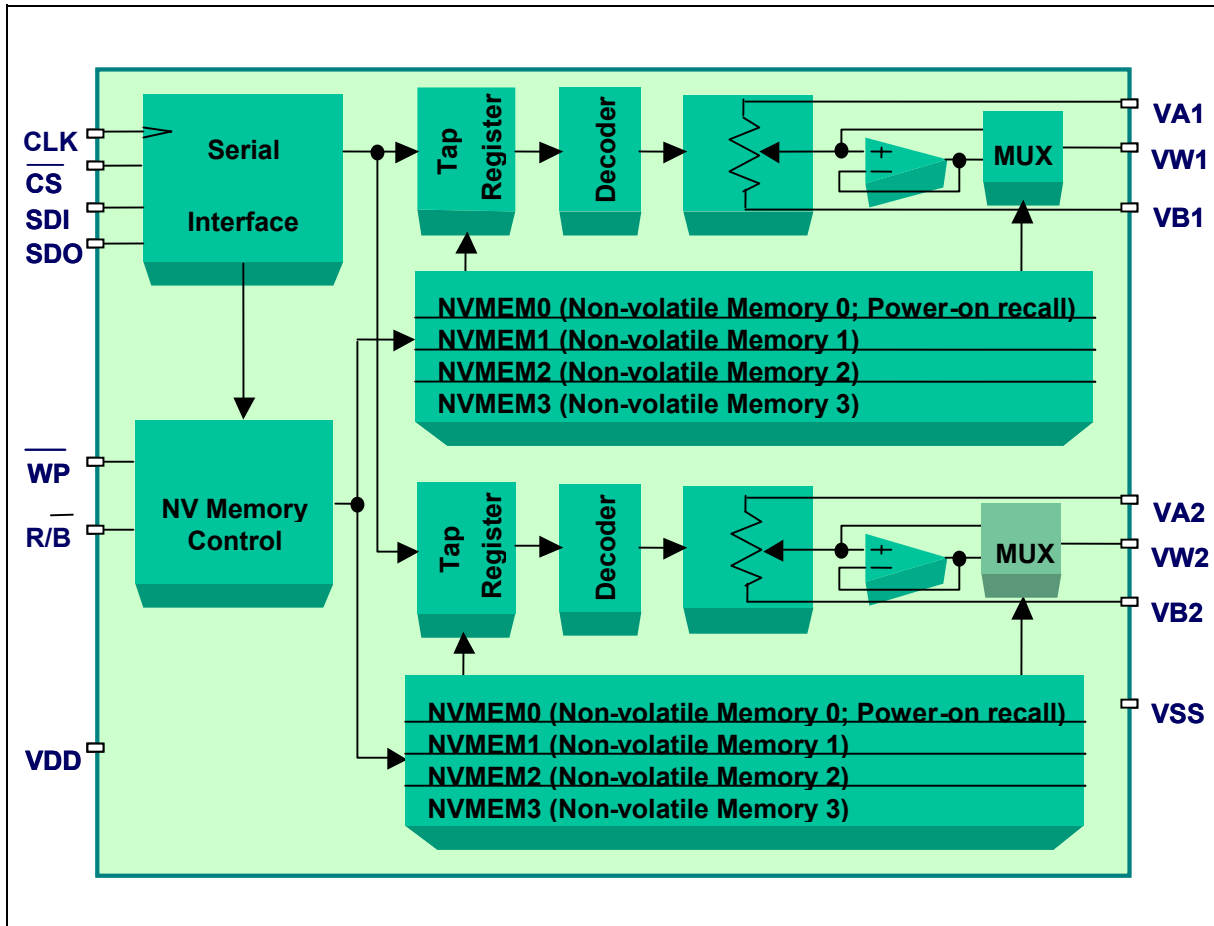 CLK
CS
SDI
SDO
Serial
Interface
Tap
Register
Decoder
MUX
VA1
VW1
VB1
NVMEM0 (Non-volatile Memory 0; Power-on recall)
NVMEM1 (Non-volatile Memory 1)
NVMEM2 (Non-volatile Memory 2)
NVMEM3 (Non-volatile Memory 3)
WP
R/B
NV Memory
Control
Tap
Register
Decoder
MUX
VA2
VW2
VB2
NVMEM0 (Non-volatile Memory 0; Power-on recall)
NVMEM1 (Non-volatile Memory 1)
NVMEM2 (Non-volatile Memory 2)
NVMEM3 (Non-volatile Memory 3)
VDD
VSS